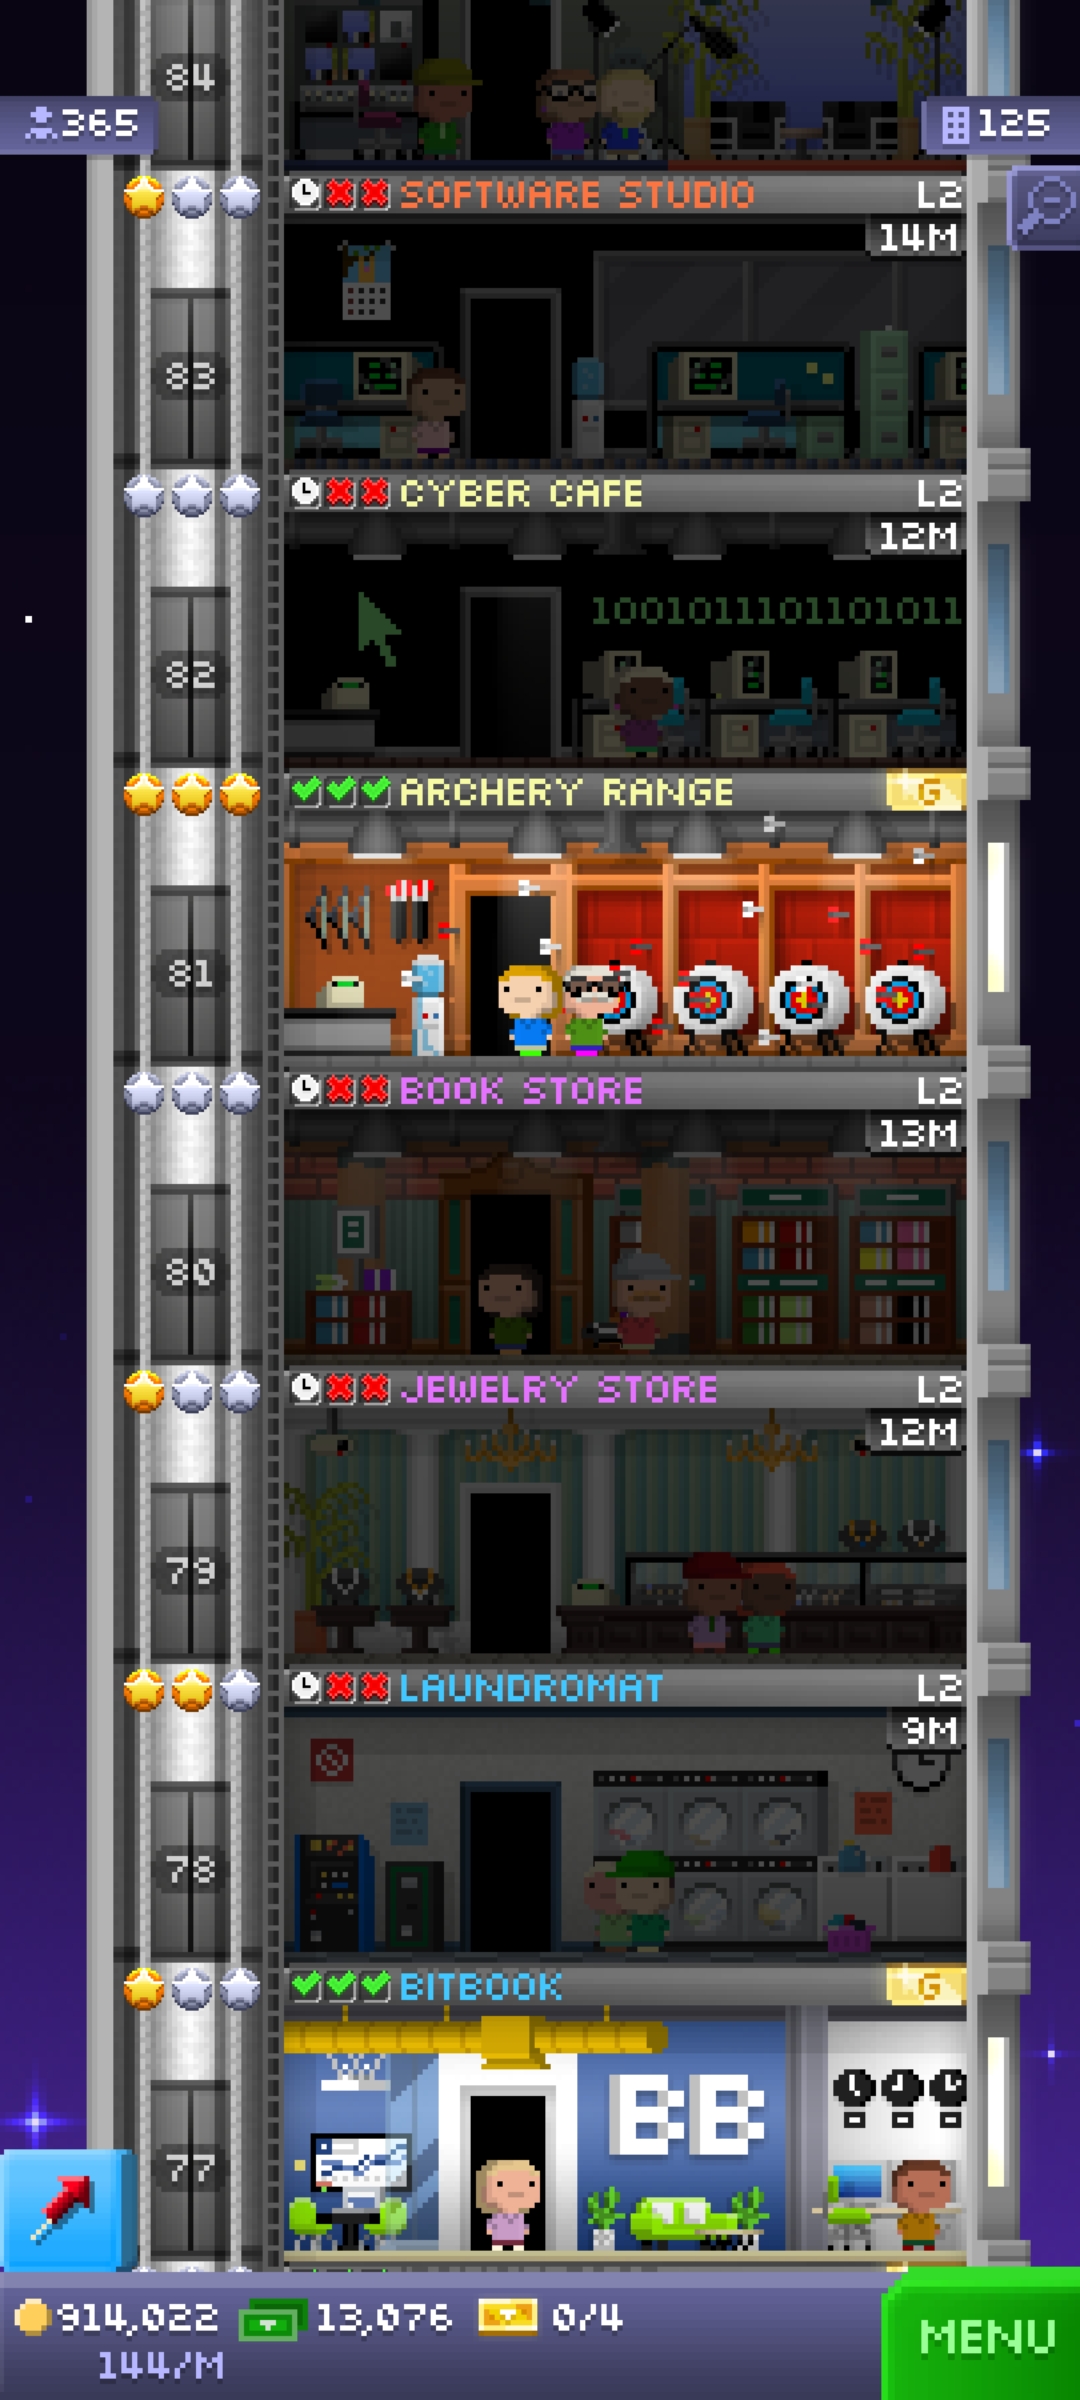 84
365
125
SOFTWARE STUDIO L2
14M
83
CYBER CAFE L2
12M
1001011101101011
82
ARCHERY RANGE G
81
BOOK STORE L2
13M
80
JEWELRY STORE L2
12M
79
LAUNDROMAT L2
9M
78
BITBOOK G
BB
77
914,022 13,076 0/4
144/M
MENU